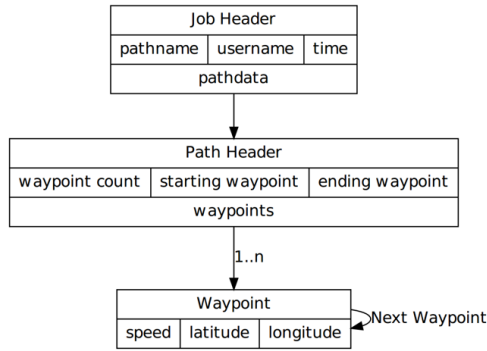 Job Header
pathname username time
pathdata
Path Header
waypoint count starting waypoint ending waypoint
waypoints
1..n
Waypoint
Next Waypoint
speed latitude longitude